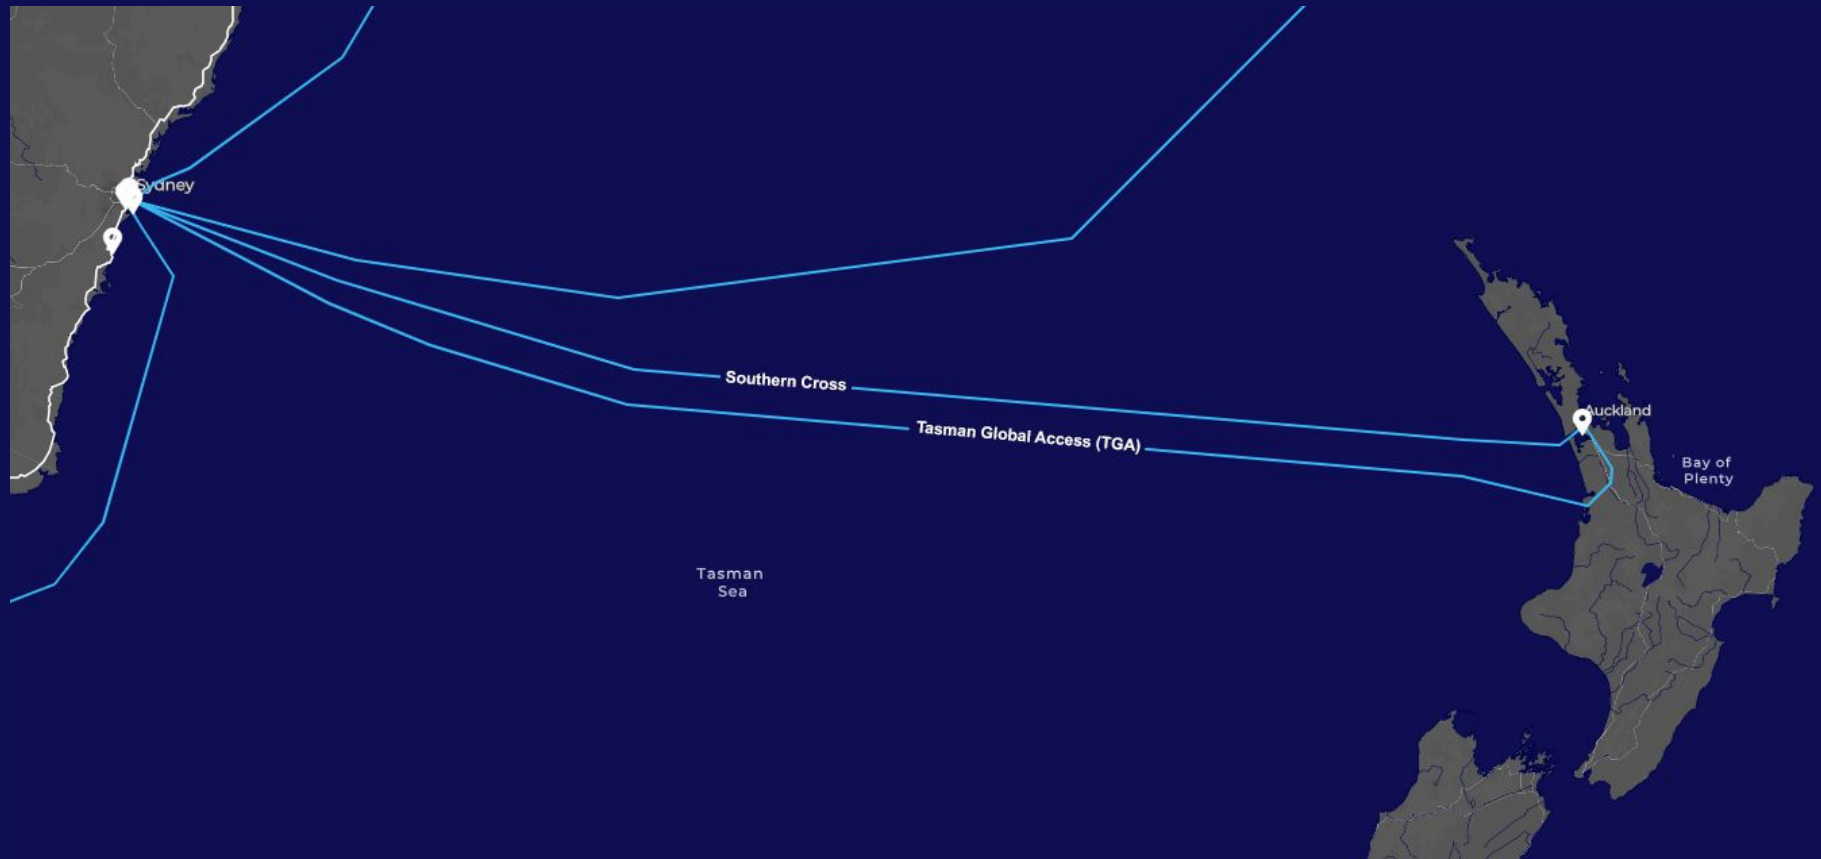 Sydney
Southern Cross
Auckland
Tasman Global Access (TGA)
Bay of
Plenty
Tasman
Sea